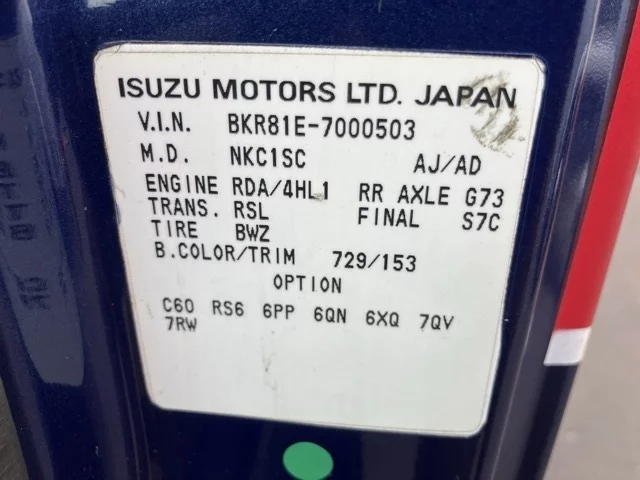 ISUZU MOTORS LTD. JAPAN
V.I.N. BKR81E-7000503
M.D. NKC1SC AJ/AD
ENGINE RDA/4HL1 RR AXLE G73
TRANS. RSL FINAL S7C
TIRE BWZ
B.COLOR/TRIM 729/153
OPTION
C60 RS6 6PP 6QN 6XQ 7QV
7RW